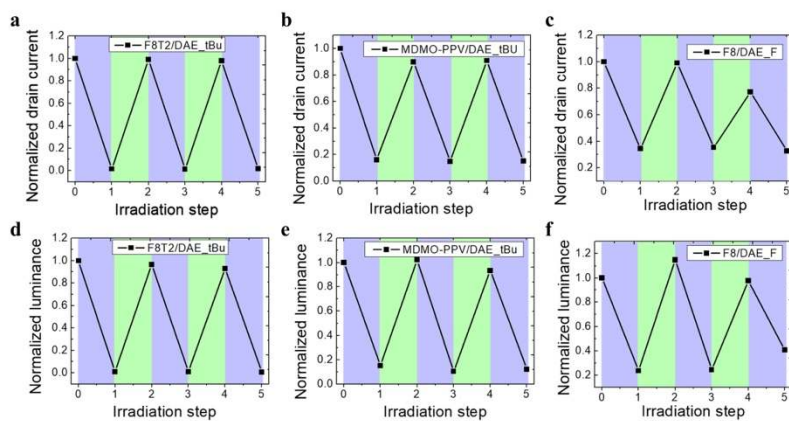 a
F8T2/DAE_tBu
1.0
0.8
0.6
0.4
0.2
0.0
Normalized drain current
0 1 2 3 4 5
Irradiation step
b
MDMO-PPV/DAE_tBU
1.0
0.8
0.6
0.4
0.2
0.0
Normalized drain current
0 1 2 3 4 5
Irradiation step
c
F8/DAE_F
1.2
1.0
0.8
0.6
0.4
0.2
Normalized drain current
0 1 2 3 4 5
Irradiation step
d
F8T2/DAE_tBu
1.2
1.0
0.8
0.6
0.4
0.2
0.0
Normalized luminance
0 1 2 3 4 5
Irradiation step
e
MDMO-PPV/DAE_tBu
1.2
1.0
0.8
0.6
0.4
0.2
0.0
Normalized luminance
0 1 2 3 4 5
Irradiation step
f
F8/DAE_F
1.2
1.0
0.8
0.6
0.4
0.2
Normalized luminance
0 1 2 3 4 5
Irradiation step